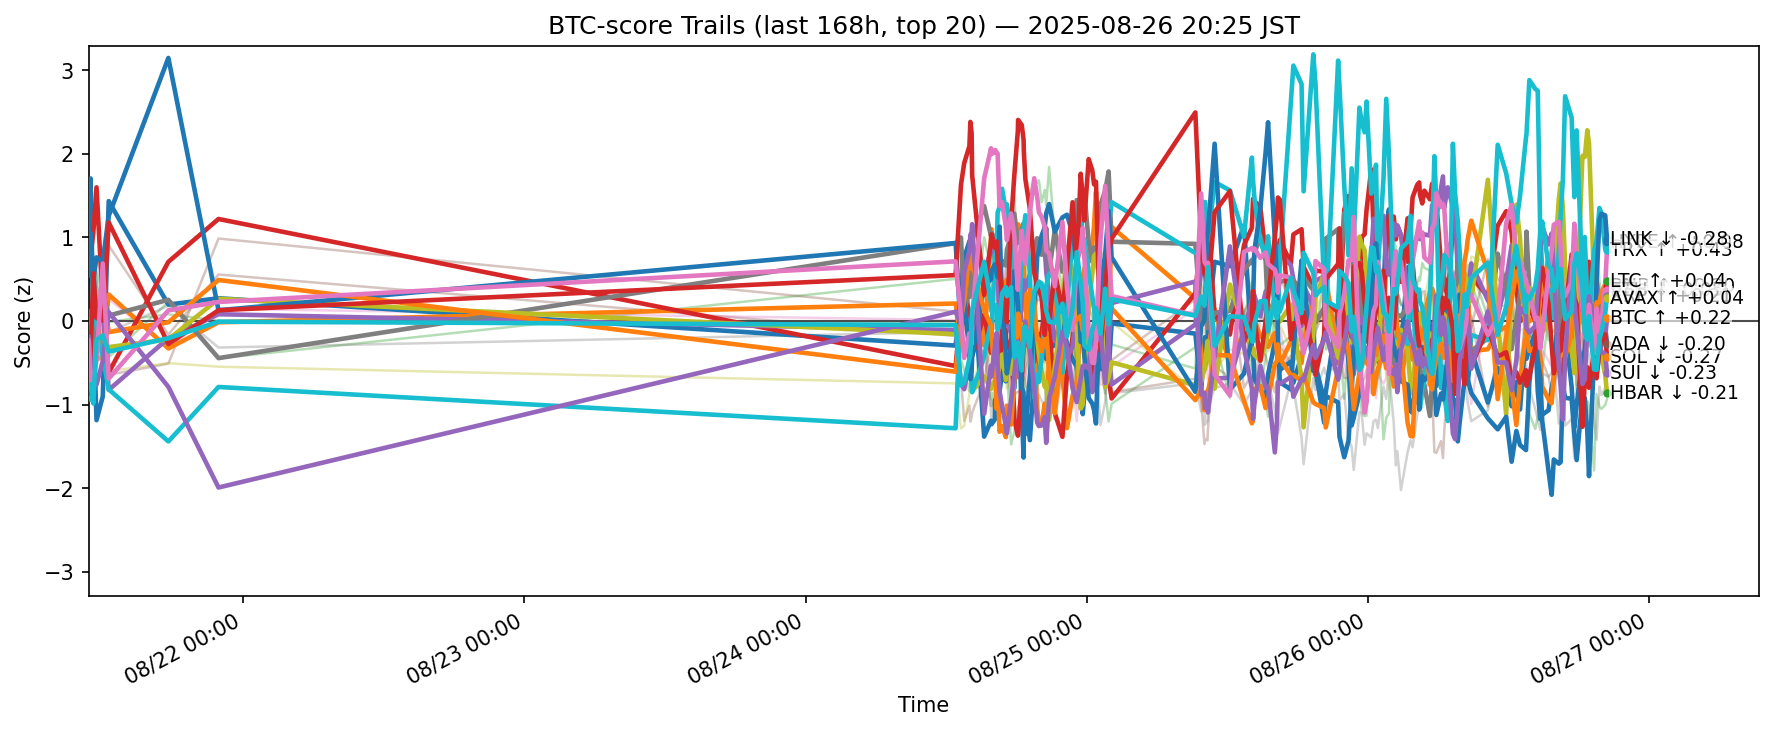 BTC-score Trails (last 168h, top 20) — 2025-08-26 20:25 JST
Score (z)
3
2
1
0
−1
−2
−3
LINK ↓ -0.28
TRX ↑ +0.43
LTC ↑ +0.04
AVAX ↑ +0.04
BTC ↑ +0.22
ADA ↓ -0.20
SOL ↓ -0.27
SUI ↓ -0.23
HBAR ↓ -0.21
08/22 00:00
08/23 00:00
08/24 00:00
08/25 00:00
08/26 00:00
08/27 00:00
Time